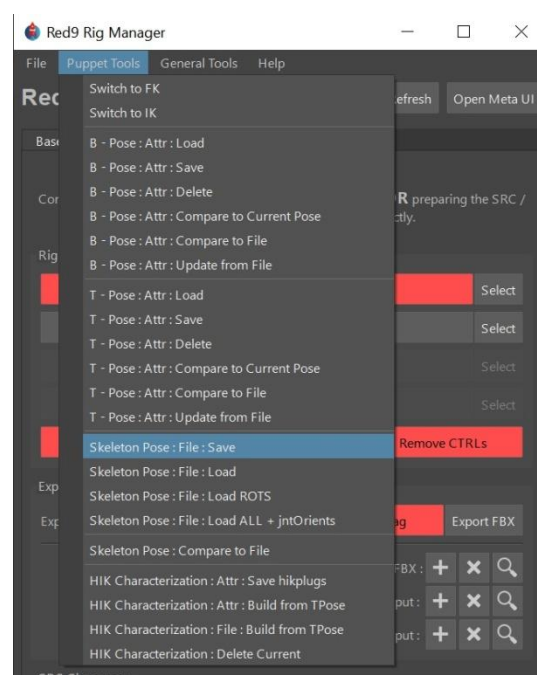 Red9 Rig Manager
File Puppet Tools General Tools Help
Switch to FK
Switch to IK
B - Pose : Attr : Load
B - Pose : Attr : Save
B - Pose : Attr : Delete
B - Pose : Attr : Compare to Current Pose
B - Pose : Attr : Compare to File
B - Pose : Attr : Update from File
T - Pose : Attr : Load
T - Pose : Attr : Save
T - Pose : Attr : Delete
T - Pose : Attr : Compare to Current Pose
T - Pose : Attr : Compare to File
T - Pose : Attr : Update from File
Skeleton Pose : File : Save
Skeleton Pose : File : Load
Skeleton Pose : File : Load ROTS
Skeleton Pose : File : Load ALL + jntOrients
Skeleton Pose : Compare to File
HIK Characterization : Attr : Save hikplugs
HIK Characterization : Attr : Build from TPose
HIK Characterization : File : Build from TPose
HIK Characterization : Delete Current
Open Meta UI
preparing the SRC /
Select
Select
Select
Select
Remove CTRLs
Export FBX
FBX :